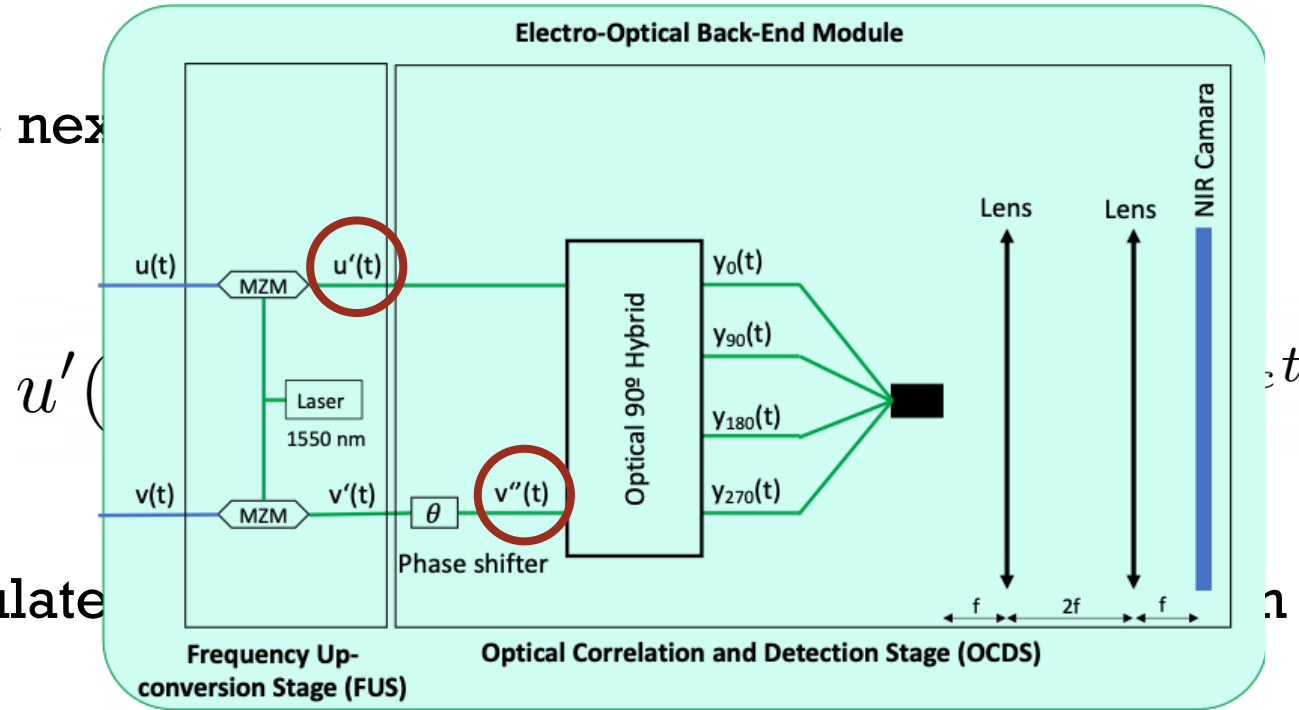 Electro-Optical Back-End Module
nex
NIR Camara
Lens
Lens
u(t)
MZM
u′(t)
y₀(t)
y₉₀(t)
Optical 90º Hybrid
u′(
Laser
1550 nm
c t
y₁₈₀(t)
y₂₇₀(t)
v(t)
MZM
v′(t)
θ
v″(t)
Phase shifter
ulate
f
2f
f
n
Frequency Up-
conversion Stage (FUS)
Optical Correlation and Detection Stage (OCDS)